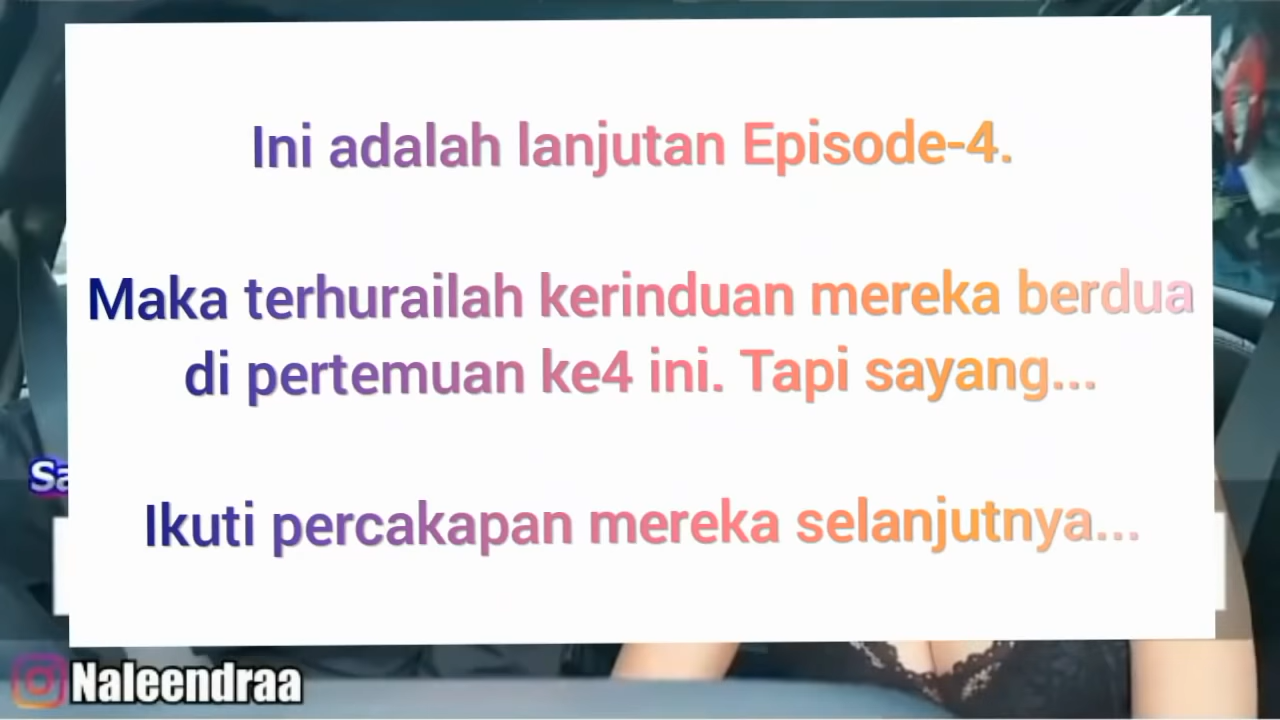 Ini adalah lanjutan Episode-4.
Maka terhurailah kerinduan mereka berdua
di pertemuan ke4 ini. Tapi sayang...
Ikuti percakapan mereka selanjutnya...
Sa
Naleendraa